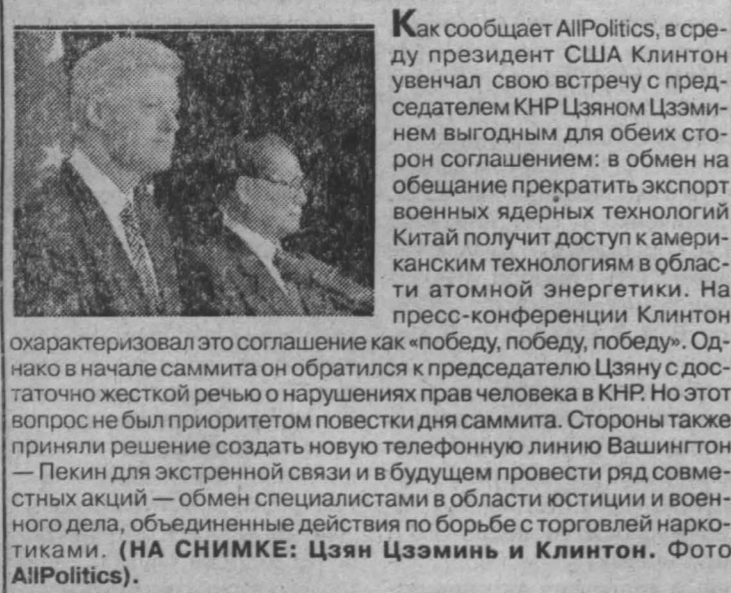 Как сообщает AllPolitics, в сре-
ду президент США Клинтон
увенчал свою встречу с пред-
седателем КНР Цзяном Цзэми-
нем выгодным для обеих сто-
рон соглашением: в обмен на
обещание прекратить экспорт
военных ядерных технологий
Китай получит доступ к амери-
канским технологиям в облас-
ти атомной энергетики. На
пресс-конференции Клинтон
охарактеризовал это соглашение как «победу, победу, победу». Од-
нако в начале саммита он обратился к председателю Цзяну с дос-
таточно жесткой речью о нарушениях прав человека в КНР. Но этот
вопрос не был приоритетом повестки дня саммита. Стороны также
приняли решение создать новую телефонную линию Вашингтон
— Пекин для экстренной связи и в будущем провести ряд совме-
стных акций — обмен специалистами в области юстиции и воен-
ного дела, объединенные действия по борьбе с торговлей нарко-
тиками. (НА СНИМКЕ: Цзян Цзэминь и Клинтон. Фото
AllPolitics).